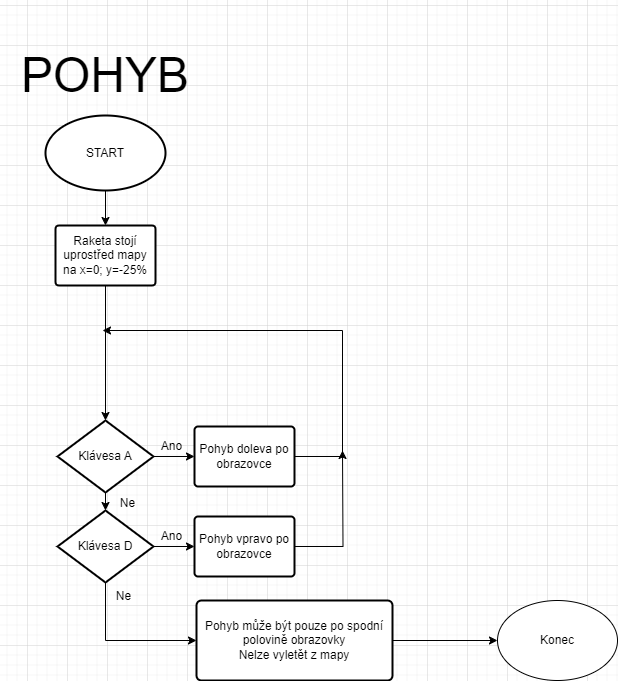 POHYB
START
Raketa stojí
uprostřed mapy
na x=0; y=-25%
Klávesa A
Ano
Pohyb doleva po
obrazovce
Ne
Klávesa D
Ano
Pohyb vpravo po
obrazovce
Ne
Pohyb může být pouze po spodní
polovině obrazovky
Nelze vyletět z mapy
Konec